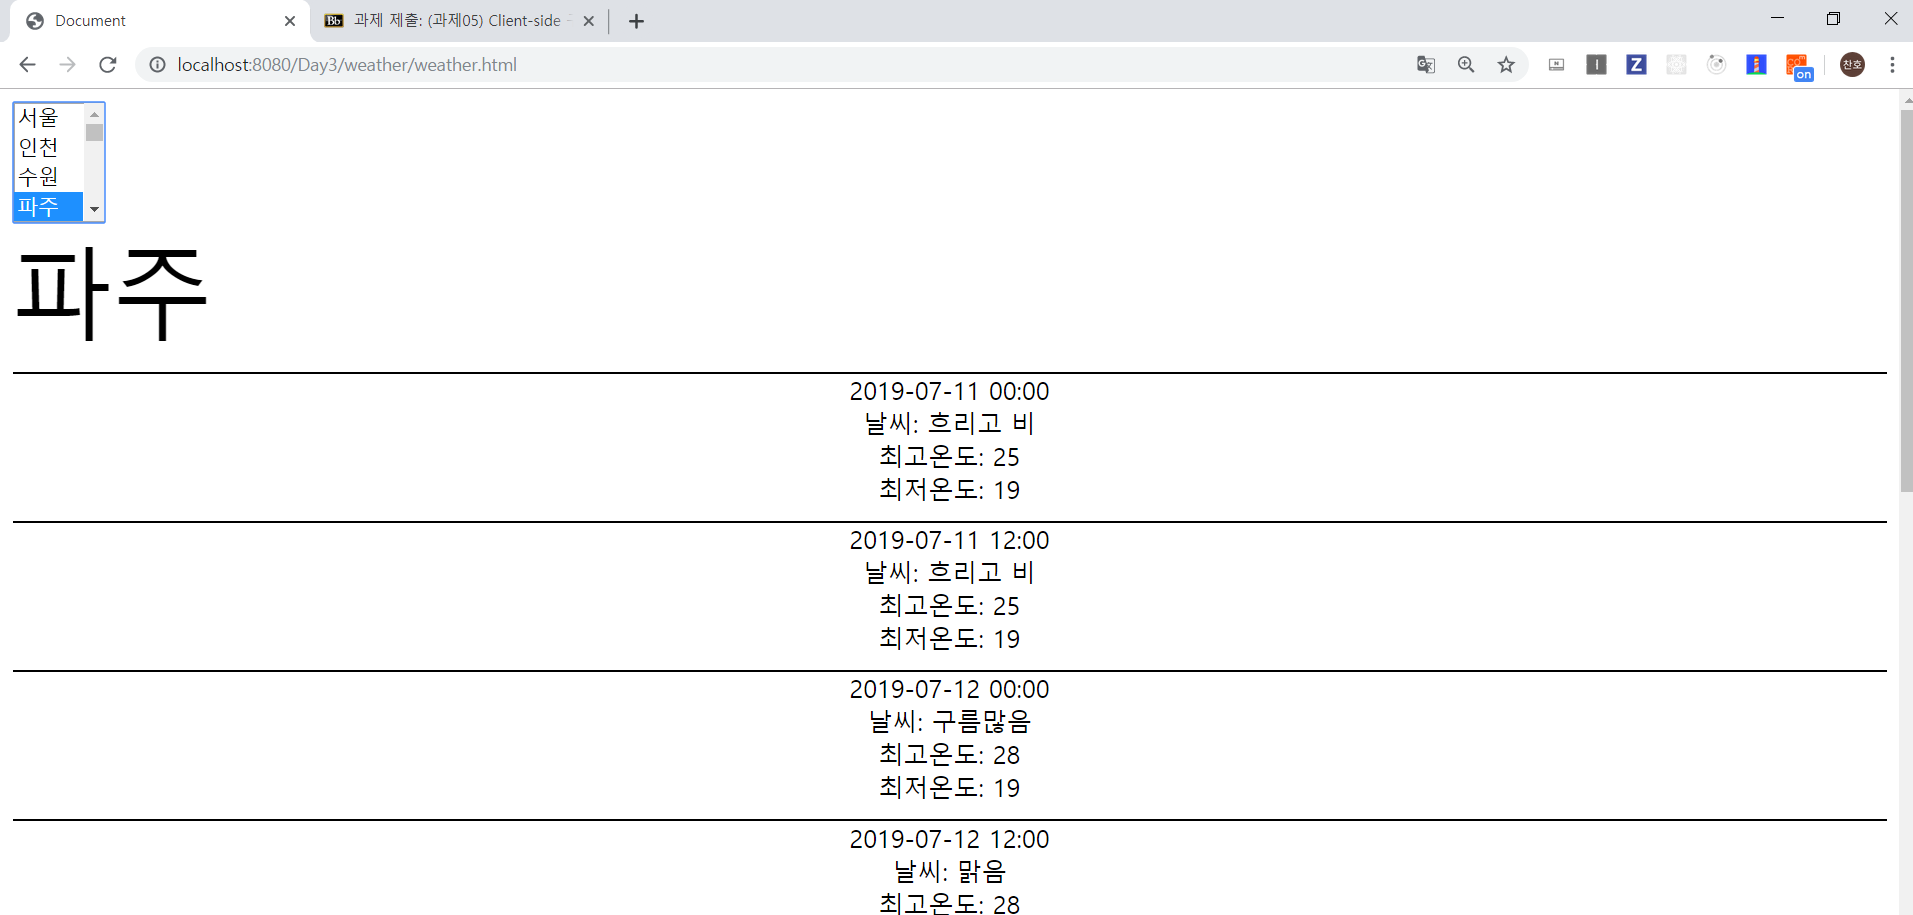 Document
Bb 과제 제출: (과제05) Client-side
localhost:8080/Day3/weather/weather.html
Z
on
찬호
서울
인천
수원
파주
파주
2019-07-11 00:00
날씨: 흐리고 비
최고온도: 25
최저온도: 19
2019-07-11 12:00
날씨: 흐리고 비
최고온도: 25
최저온도: 19
2019-07-12 00:00
날씨: 구름많음
최고온도: 28
최저온도: 19
2019-07-12 12:00
날씨: 맑음
최고온도: 28